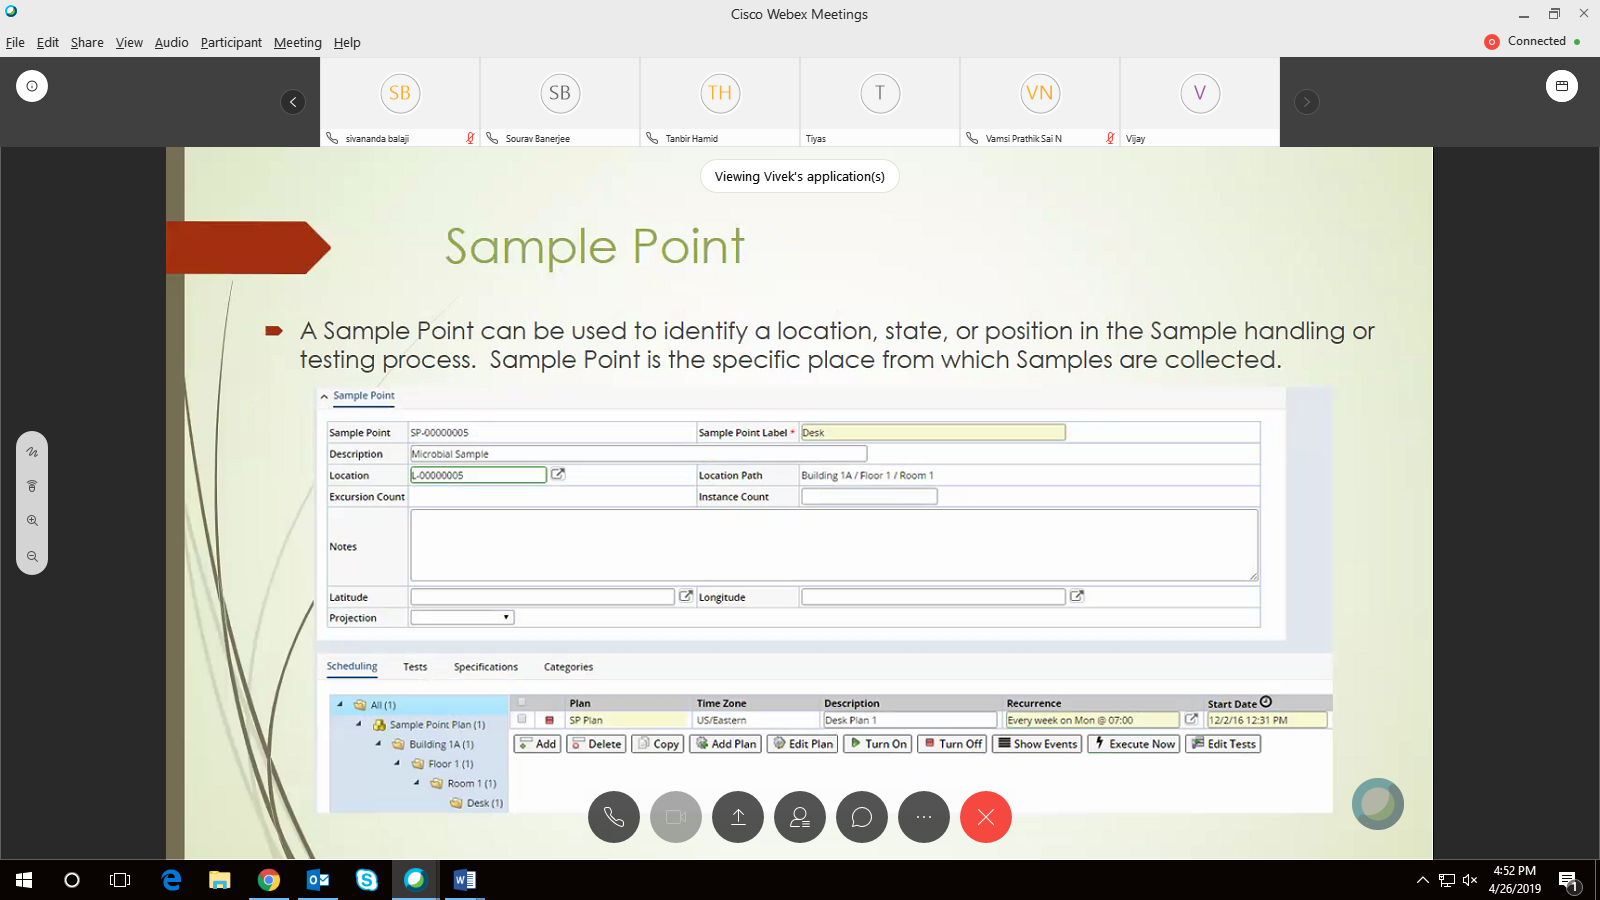 Cisco Webex Meetings
File Edit Share View Audio Participant Meeting Help
Connected
SB SB TH T VN V
sivananda balaji Sourav Banerjee Tanbir Hamid Tiyas Vamsi Prathik Sai N Vijay
Viewing Vivek's application(s)
Sample Point
A Sample Point can be used to identify a location, state, or position in the Sample handling or
testing process. Sample Point is the specific place from which Samples are collected.
Sample Point
Sample Point SP-00000005 Sample Point Label * Desk
Description Microbial Sample
Location L-00000005 Location Path Building 1A / Floor 1 / Room 1
Excursion Count Instance Count
Notes
Latitude Longitude
Projection
Scheduling Tests Specifications Categories
All (1) Plan Time Zone Description Recurrence Start Date
Sample Point Plan (1) SP Plan US/Eastern Desk Plan 1 Every week on Mon @ 07:00 12/2/16 12:31 PM
Building 1A (1) Add Delete Copy Add Plan Edit Plan Turn On Turn Off Show Events Execute Now Edit Tests
Floor 1 (1)
Room 1 (1)
Desk (1)
4:52 PM
4/26/2019
1